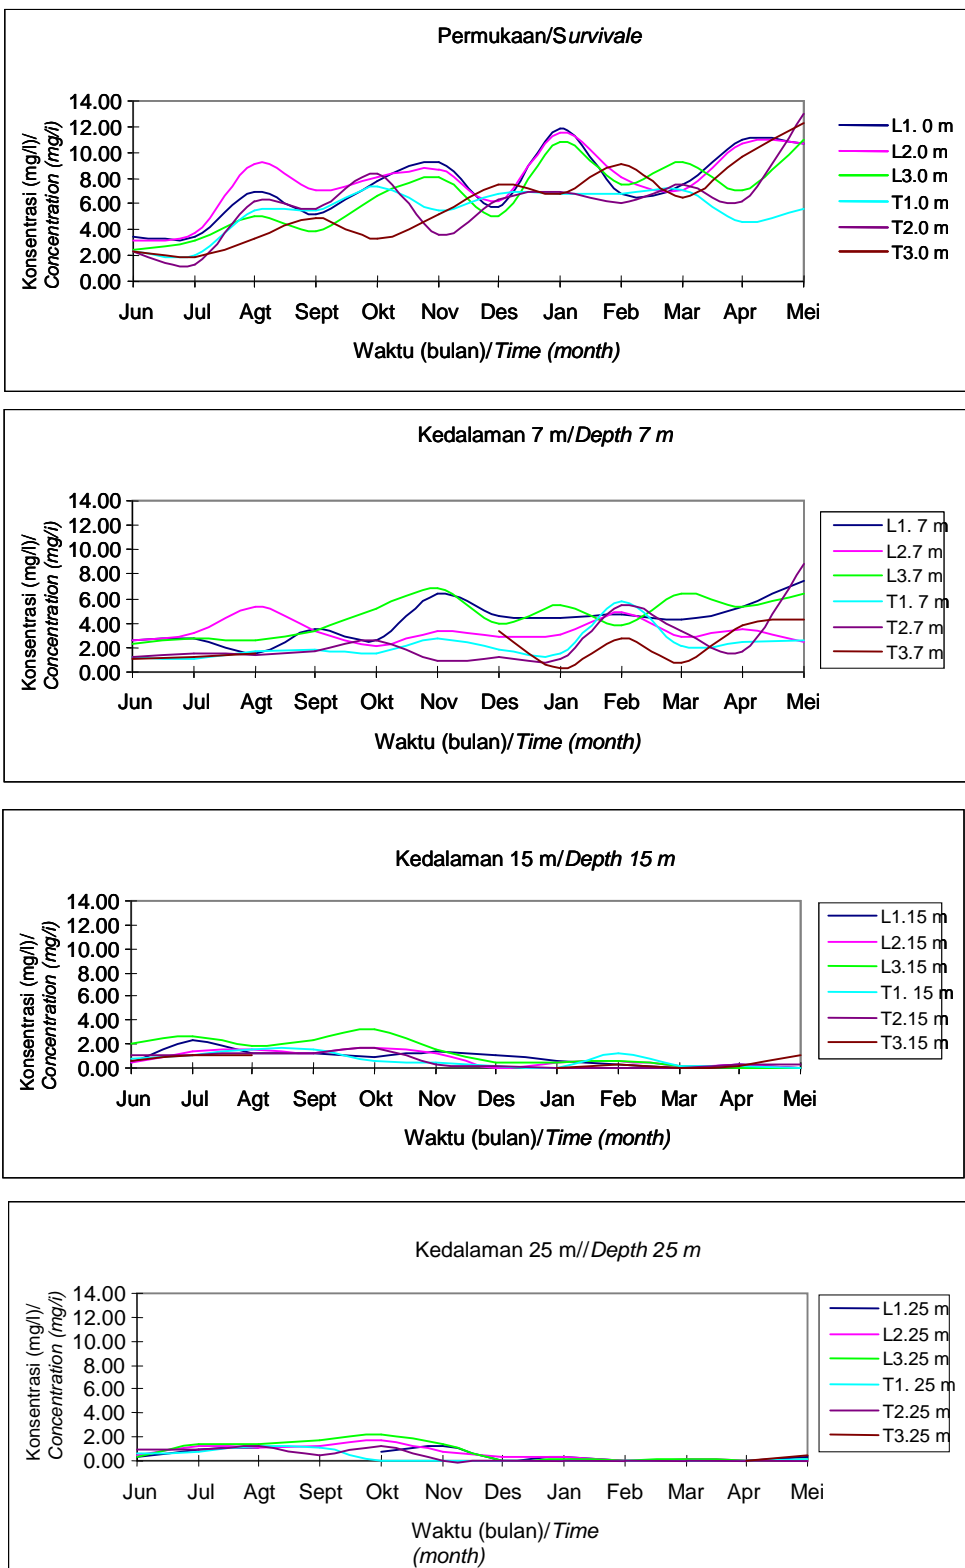 Permukaan/Survivale
Konsentrasi (mg/l)/
Concentration (mg/i)
14.00
12.00
10.00
8.00
6.00
4.00
2.00
0.00
Jun Jul Agt Sept Okt Nov Des Jan Feb Mar Apr Mei
Waktu (bulan)/Time (month)
L1. 0 m
L2.0 m
L3.0 m
T1.0 m
T2.0 m
T3.0 m
Kedalaman 7 m/Depth 7 m
Konsentrasi (mg/l)/
Concentration (mg/i)
14.00
12.00
10.00
8.00
6.00
4.00
2.00
0.00
Jun Jul Agt Sept Okt Nov Des Jan Feb Mar Apr Mei
Waktu (bulan)/Time (month)
L1. 7 m
L2.7 m
L3.7 m
T1. 7 m
T2.7 m
T3.7 m
Kedalaman 15 m/Depth 15 m
Konsentrasi (mg/l)/
Concentration (mg/i)
14.00
12.00
10.00
8.00
6.00
4.00
2.00
0.00
Jun Jul Agt Sept Okt Nov Des Jan Feb Mar Apr Mei
Waktu (bulan)/Time (month)
L1.15 m
L2.15 m
L3.15 m
T1. 15 m
T2.15 m
T3.15 m
Kedalaman 25 m//Depth 25 m
Konsentrasi (mg/l)/
Concentration (mg/i)
14.00
12.00
10.00
8.00
6.00
4.00
2.00
0.00
Jun Jul Agt Sept Okt Nov Des Jan Feb Mar Apr Mei
Waktu (bulan)/Time
(month)
L1.25 m
L2.25 m
L3.25 m
T1. 25 m
T2.25 m
T3.25 m